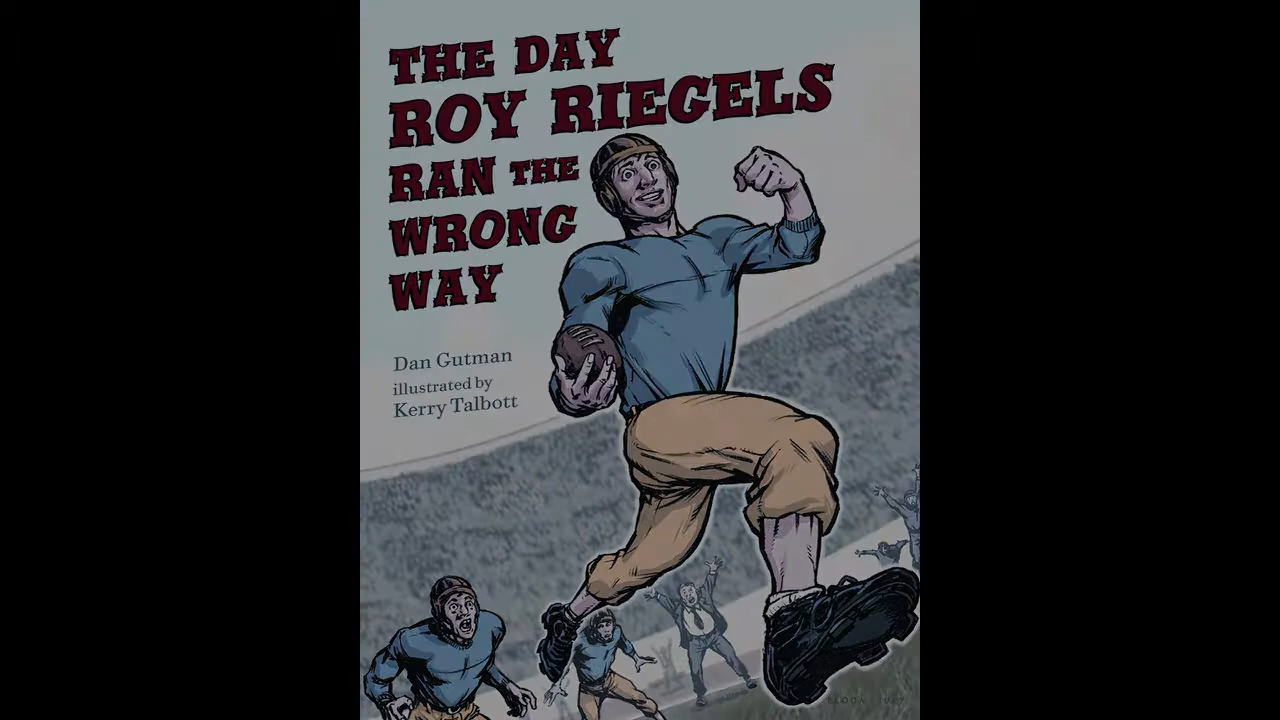 THE DAY
ROY RIEGELS
RAN THE
WRONG
WAY
Dan Gutman
illustrated by
Kerry Talbott